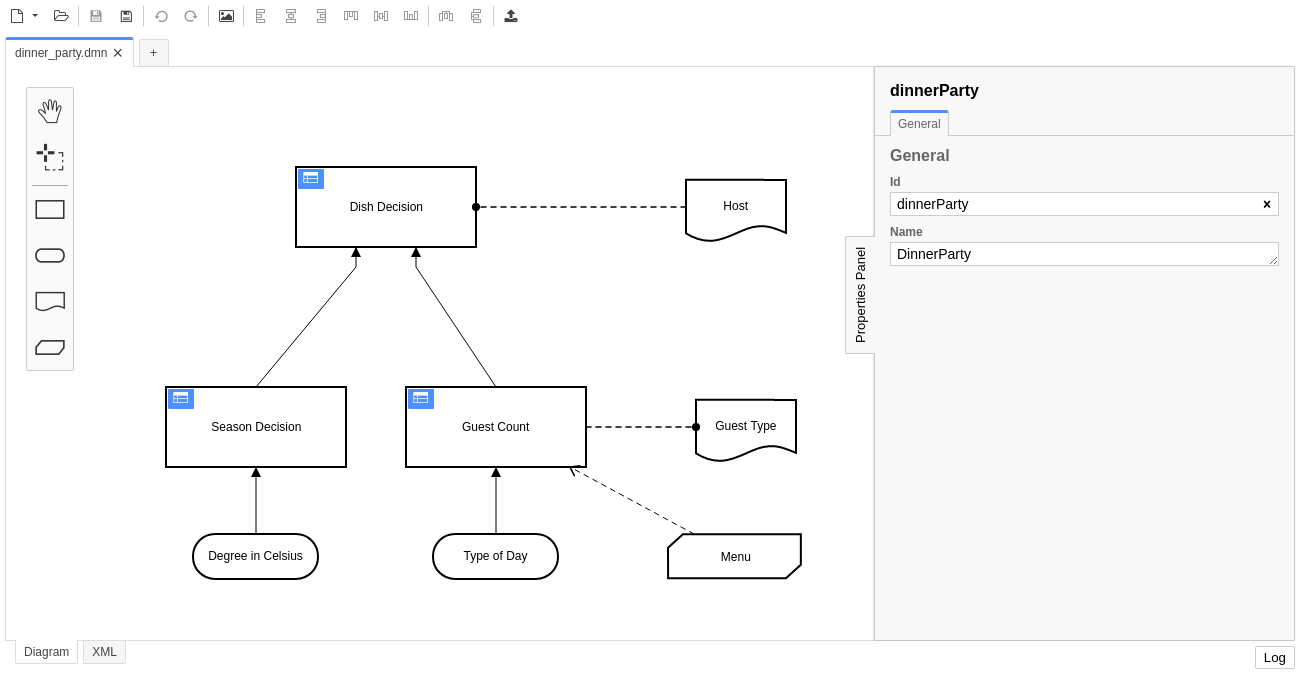 dinner_party.dmn
+
dinnerParty
General
General
Id
dinnerParty
Name
DinnerParty
Properties Panel
Dish Decision
Host
Season Decision
Guest Count
Guest Type
Degree in Celsius
Type of Day
Menu
Diagram
XML
Log